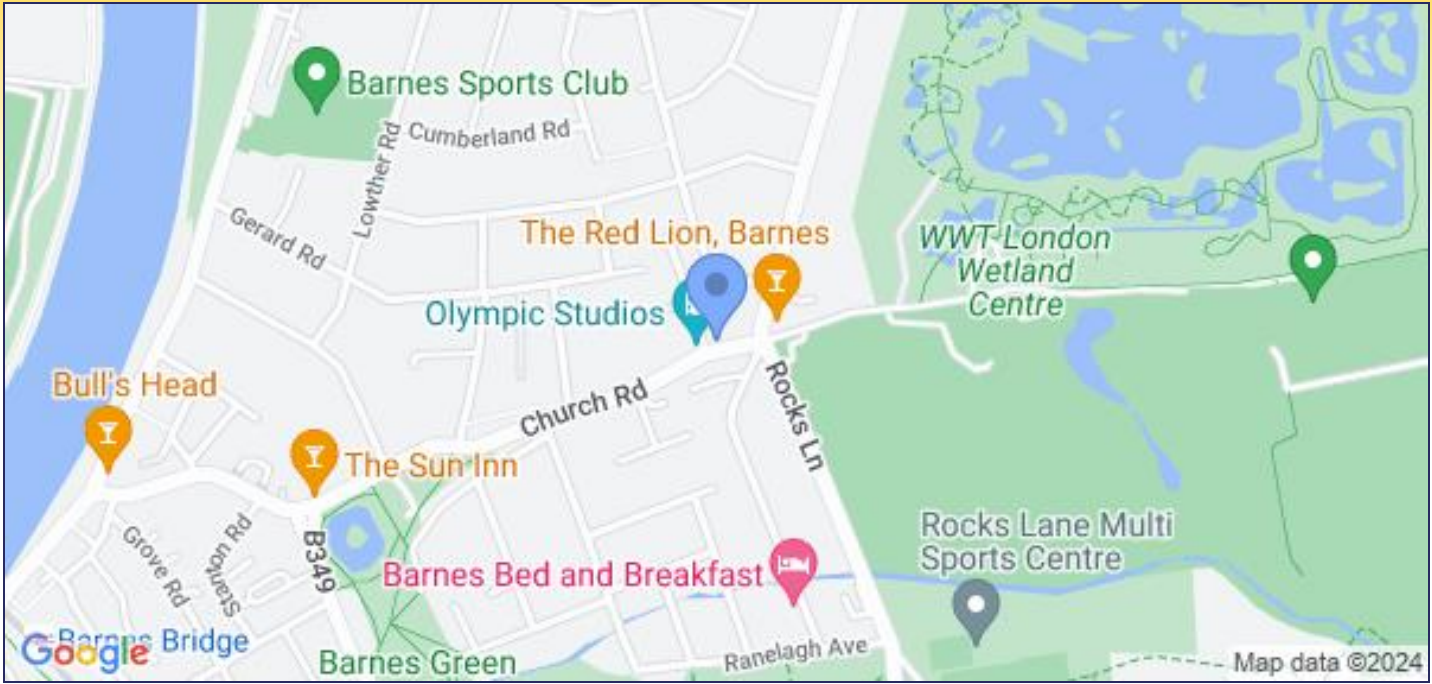 Barnes Sports Club
Cumberland Rd
Lowther Rd
Gerard Rd
The Red Lion, Barnes
WWT London
Wetland
Centre
Olympic Studios
Bull's Head
Church Rd
Rocks Ln
The Sun Inn
Grove Rd
Stanton Rd
B349
Rocks Lane Multi
Sports Centre
Barnes Bed and Breakfast
Barnes Bridge
Google
Barnes Green
Ranelagh Ave
Map data ©2024